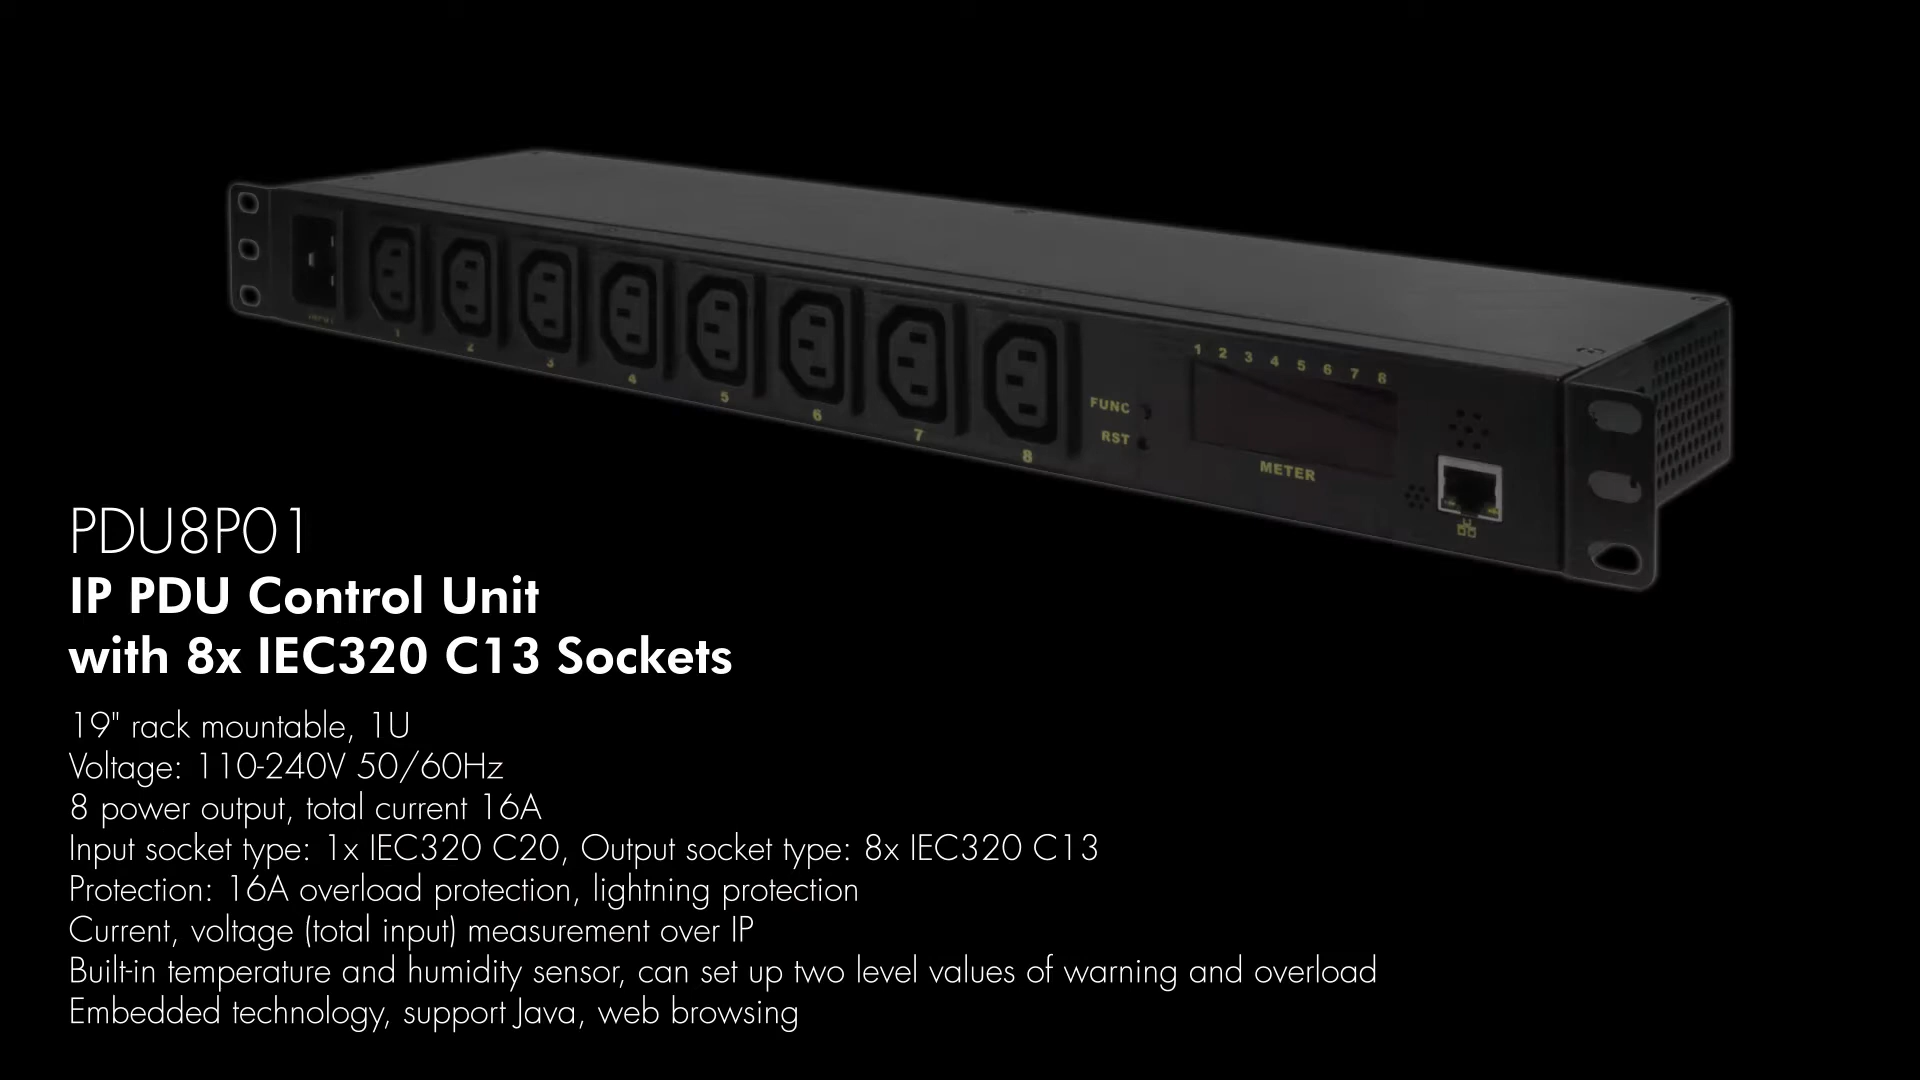 INPUT
1
2
3
4
5
6
7
8
FUNC
RST
1 2 3 4 5 6 7 8
METER
PDU8P01
IP PDU Control Unit
with 8x IEC320 C13 Sockets
19" rack mountable, 1U
Voltage: 110-240V 50/60Hz
8 power output, total current 16A
Input socket type: 1x IEC320 C20, Output socket type: 8x IEC320 C13
Protection: 16A overload protection, lightning protection
Current, voltage (total input) measurement over IP
Built-in temperature and humidity sensor, can set up two level values of warning and overload
Embedded technology, support Java, web browsing